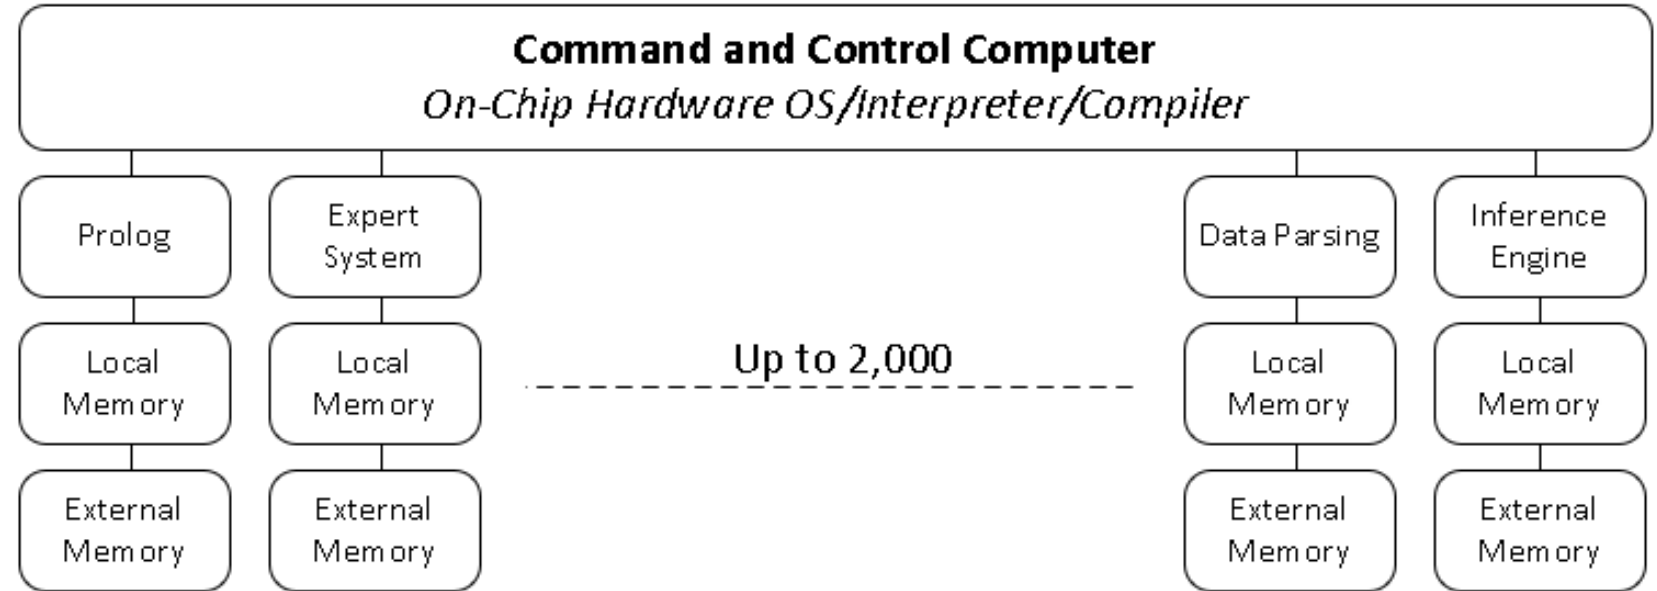 Command and Control Computer
On-Chip Hardware OS/Interpreter/Compiler
Prolog
Expert
System
Data Parsing
Inference
Engine
Local
Memory
Local
Memory
Up to 2,000
Local
Memory
Local
Memory
External
Memory
External
Memory
External
Memory
External
Memory